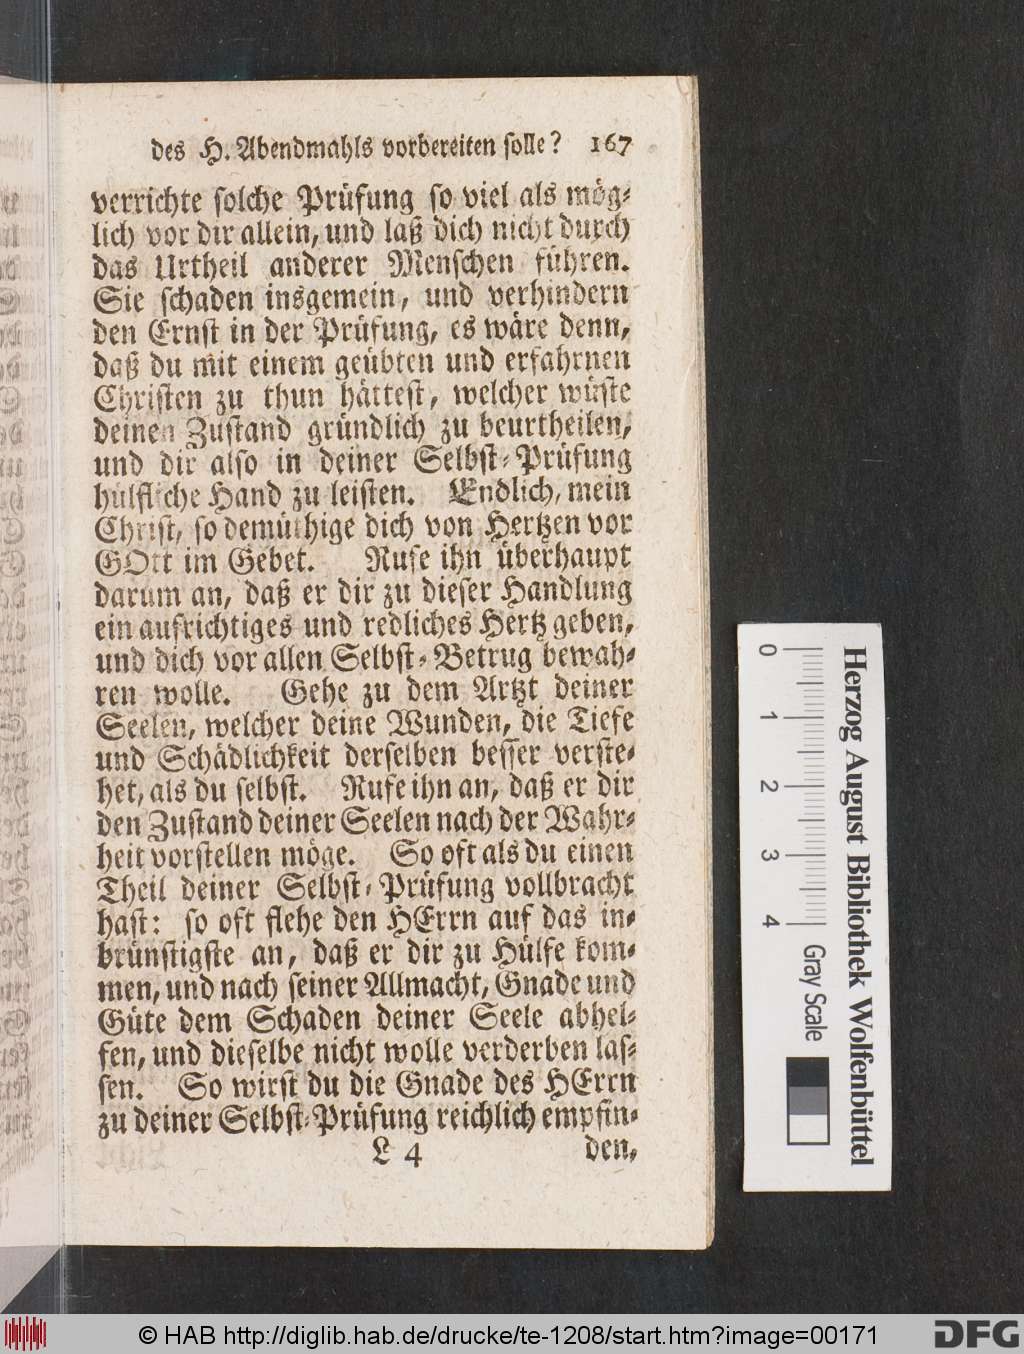 des H. Abendmahls vorbereiten solle? 167
verrichte solche Prüfung so viel als mög-
lich vor dir allein, und laß dich nicht durch
das Urtheil anderer Menschen führen.
Sie schaden insgemein, und verhindern
den Ernst in der Prüfung, es wäre denn,
daß du mit einem geübten und erfahrnen
Christen zu thun hättest, welcher wüste
deinen Zustand gründlich zu beurtheilen,
und dir also in deiner Selbst-Prüfung
hülfliche Hand zu leisten. Endlich, mein
Christ, so demüthige dich von Hertzen vor
GOtt im Gebet. Rufe ihn überhaupt
darum an, daß er dir zu dieser Handlung
ein aufrichtiges und redliches Hertz geben,
und dich vor allen Selbst-Betrug bewah-
ren wolle. Gehe zu dem Artzt deiner
Seelen, welcher deine Wunden, die Tiefe
und Schädlichkeit derselben besser verste-
het, als du selbst. Rufe ihn an, daß er dir
den Zustand deiner Seelen nach der Wahr-
heit vorstellen möge. So oft als du einen
Theil deiner Selbst-Prüfung vollbracht
hast: so oft flehe den HErrn auf das in-
brünstigste an, daß er dir zu Hülfe kom-
men, und nach seiner Allmacht, Gnade und
Güte dem Schaden deiner Seele abhel-
fen, und dieselbe nicht wolle verderben las-
sen. So wirst du die Gnade des HErrn
zu deiner Selbst-Prüfung reichlich empfin-
L 4 den,
Herzog August Bibliothek Wolfenbüttel
0 1 2 3 4 Gray Scale
© HAB http://diglib.hab.de/drucke/te-1208/start.htm?image=00171
DFG